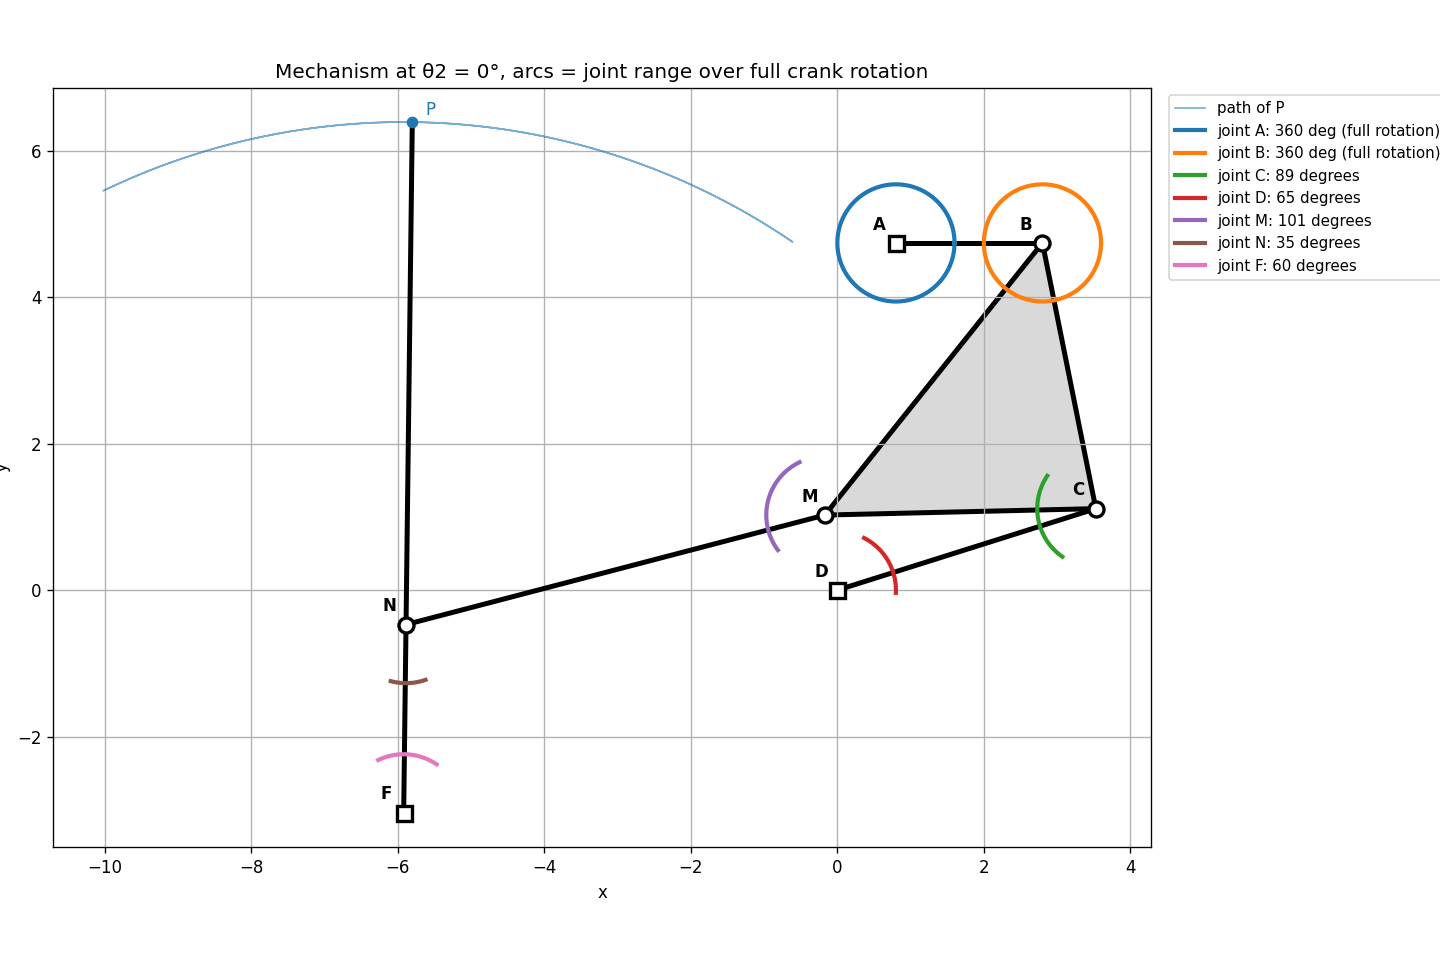 Mechanism at θ2 = 0°, arcs = joint range over full crank rotation
P
A
B
C
M
D
N
F
6
4
2
0
−2
−10
−8
−6
−4
−2
0
2
4
x
y
path of P
joint A: 360 deg (full rotation)
joint B: 360 deg (full rotation)
joint C: 89 degrees
joint D: 65 degrees
joint M: 101 degrees
joint N: 35 degrees
joint F: 60 degrees